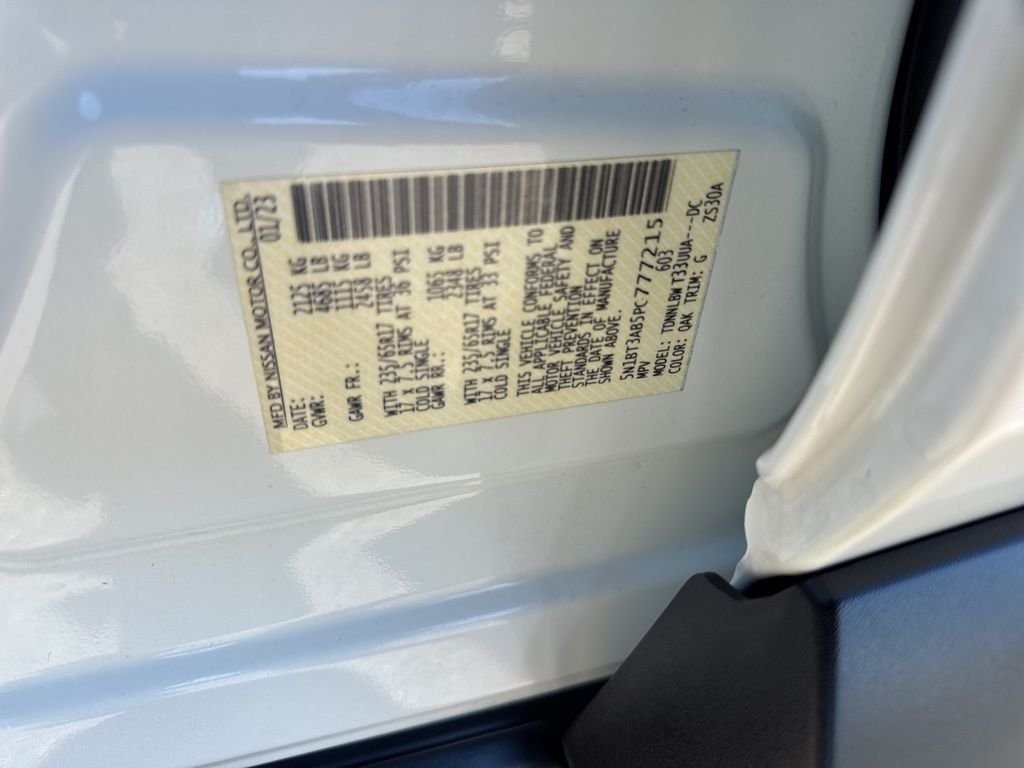 MFD BY NISSAN MOTOR CO., LTD.
DATE: 01/23
GVWR: 2125 KG
4685 LB
GAWR FR.: 1115 KG
2458 LB
WITH 235/65R17 TIRES
17 X 7.5 RIMS AT 36 PSI
COLD SINGLE
GAWR RR.: 1065 KG
2348 LB
WITH 235/65R17 TIRES
17 X 7.5 RIMS AT 33 PSI
COLD SINGLE
THIS VEHICLE CONFORMS TO
ALL APPLICABLE FEDERAL
MOTOR VEHICLE SAFETY AND
THEFT PREVENTION
STANDARDS IN EFFECT ON
THE DATE OF MANUFACTURE
SHOWN ABOVE.
5N1BT3AB5PC777215
MPV 603
MODEL: TDNNLBW T33UUA---DC
COLOR: QAK TRIM: G ZS30A